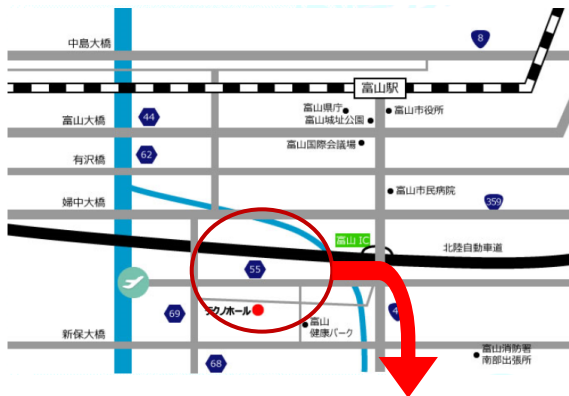 中島大橋
8
富山駅
富山県庁
富山市役所
富山城址公園
44
富山大橋
富山国際会議場
62
有沢橋
富山市民病院
婦中大橋
359
富山 IC
北陸自動車道
55
テクノホール
69
4
富山
健康パーク
新保大橋
富山消防署
南部出張所
68